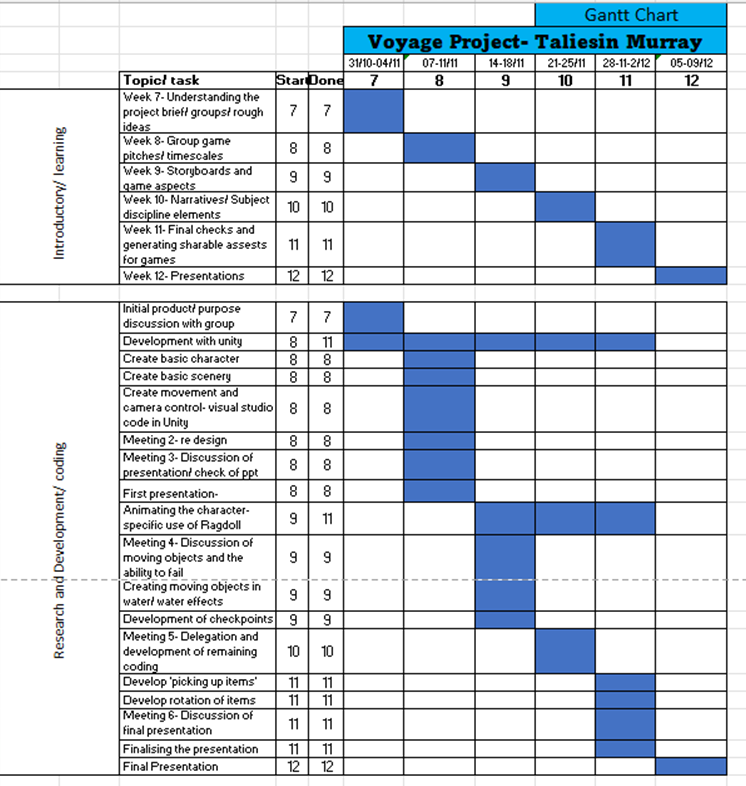 Gantt Chart
Voyage Project- Taliesin Murray
31/10-04/11 07-11/11 14-18/11 21-25/11 28-11-2/12 05-09/12
Topic/ task Start Done 7 8 9 10 11 12
Introductory/ learning
Week 7- Understanding the
project brief/ groups/ rough
ideas
7 7
Week 8- Group game
pitches/ timescales
8 8
Week 9- Storyboards and
game aspects
9 9
Week 10- Narratives/ Subject
discipline elements
10 10
Week 11- Final checks and
generating sharable assests
for games
11 11
Week 12- Presentations 12 12
Research and Development/ coding
Initial product/ purpose
discussion with group
7 7
Development with unity 8 11
Create basic character 8 8
Create basic scenery 8 8
Create movement and
camera control- visual studio
code in Unity
8 8
Meeting 2- re design 8 8
Meeting 3- Discussion of
presentation/ check of ppt
8 8
First presentation- 8 8
Animating the character-
specific use of Ragdoll
9 11
Meeting 4- Discussion of
moving objects and the
ability to fail
9 9
Creating moving objects in
water/ water effects
9 9
Development of checkpoints 9 9
Meeting 5- Delegation and
development of remaining
coding
10 10
Develop 'picking up items' 11 11
Develop rotation of items 11 11
Meeting 6- Discussion of
final presentation
11 11
Finalising the presentation 11 11
Final Presentation 12 12